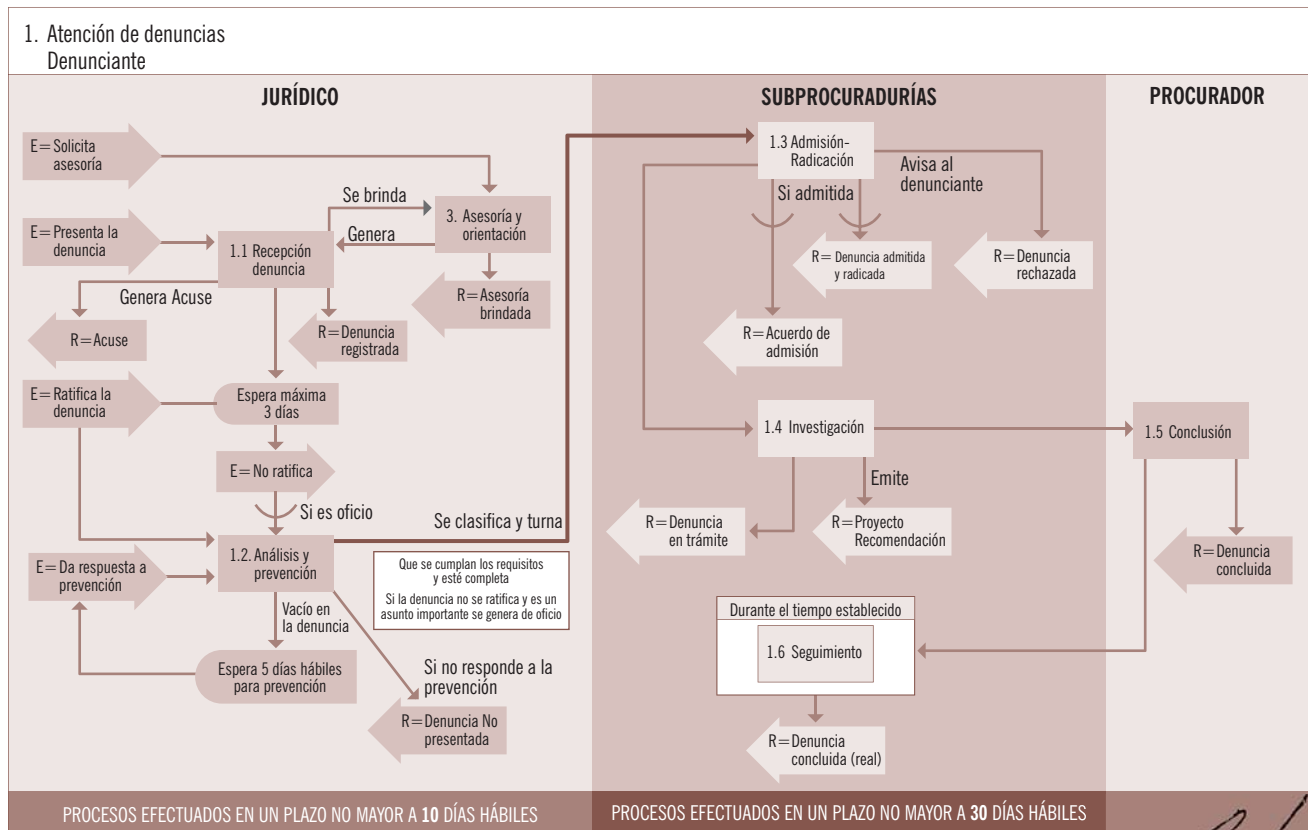 1. Atención de denuncias
Denunciante
JURÍDICO
E=Solicita
asesoría
Se brinda
3. Asesoría y
orientación
E=Presenta la
denuncia
1.1 Recepción
denuncia
Genera
Genera Acuse
R=Asesoría
brindada
R=Acuse
R=Denuncia
registrada
E=Ratifica la
denuncia
Espera máxima
3 días
E=No ratifica
Si es oficio
Se clasifica y turna
1.2. Análisis y
prevención
E=Da respuesta a
prevención
Que se cumplan los requisitos
y esté completa
Si la denuncia no se ratifica y es un
asunto importante se genera de oficio
Vacío en
la denuncia
Espera 5 días hábiles
para prevención
Si no responde a la
prevención
R=Denuncia No
presentada
PROCESOS EFECTUADOS EN UN PLAZO NO MAYOR A 10 DÍAS HÁBILES
SUBPROCURADURÍAS
1.3 Admisión-
Radicación
Si admitida
Avisa al
denunciante
R= Denuncia admitida
y radicada
R=Denuncia
rechazada
R=Acuerdo de
admisión
1.4 Investigación
Emite
R=Denuncia
en trámite
R=Proyecto
Recomendación
Durante el tiempo establecido
1.6 Seguimiento
R=Denuncia
concluida (real)
PROCESOS EFECTUADOS EN UN PLAZO NO MAYOR A 30 DÍAS HÁBILES
PROCURADOR
1.5 Conclusión
R=Denuncia
concluida